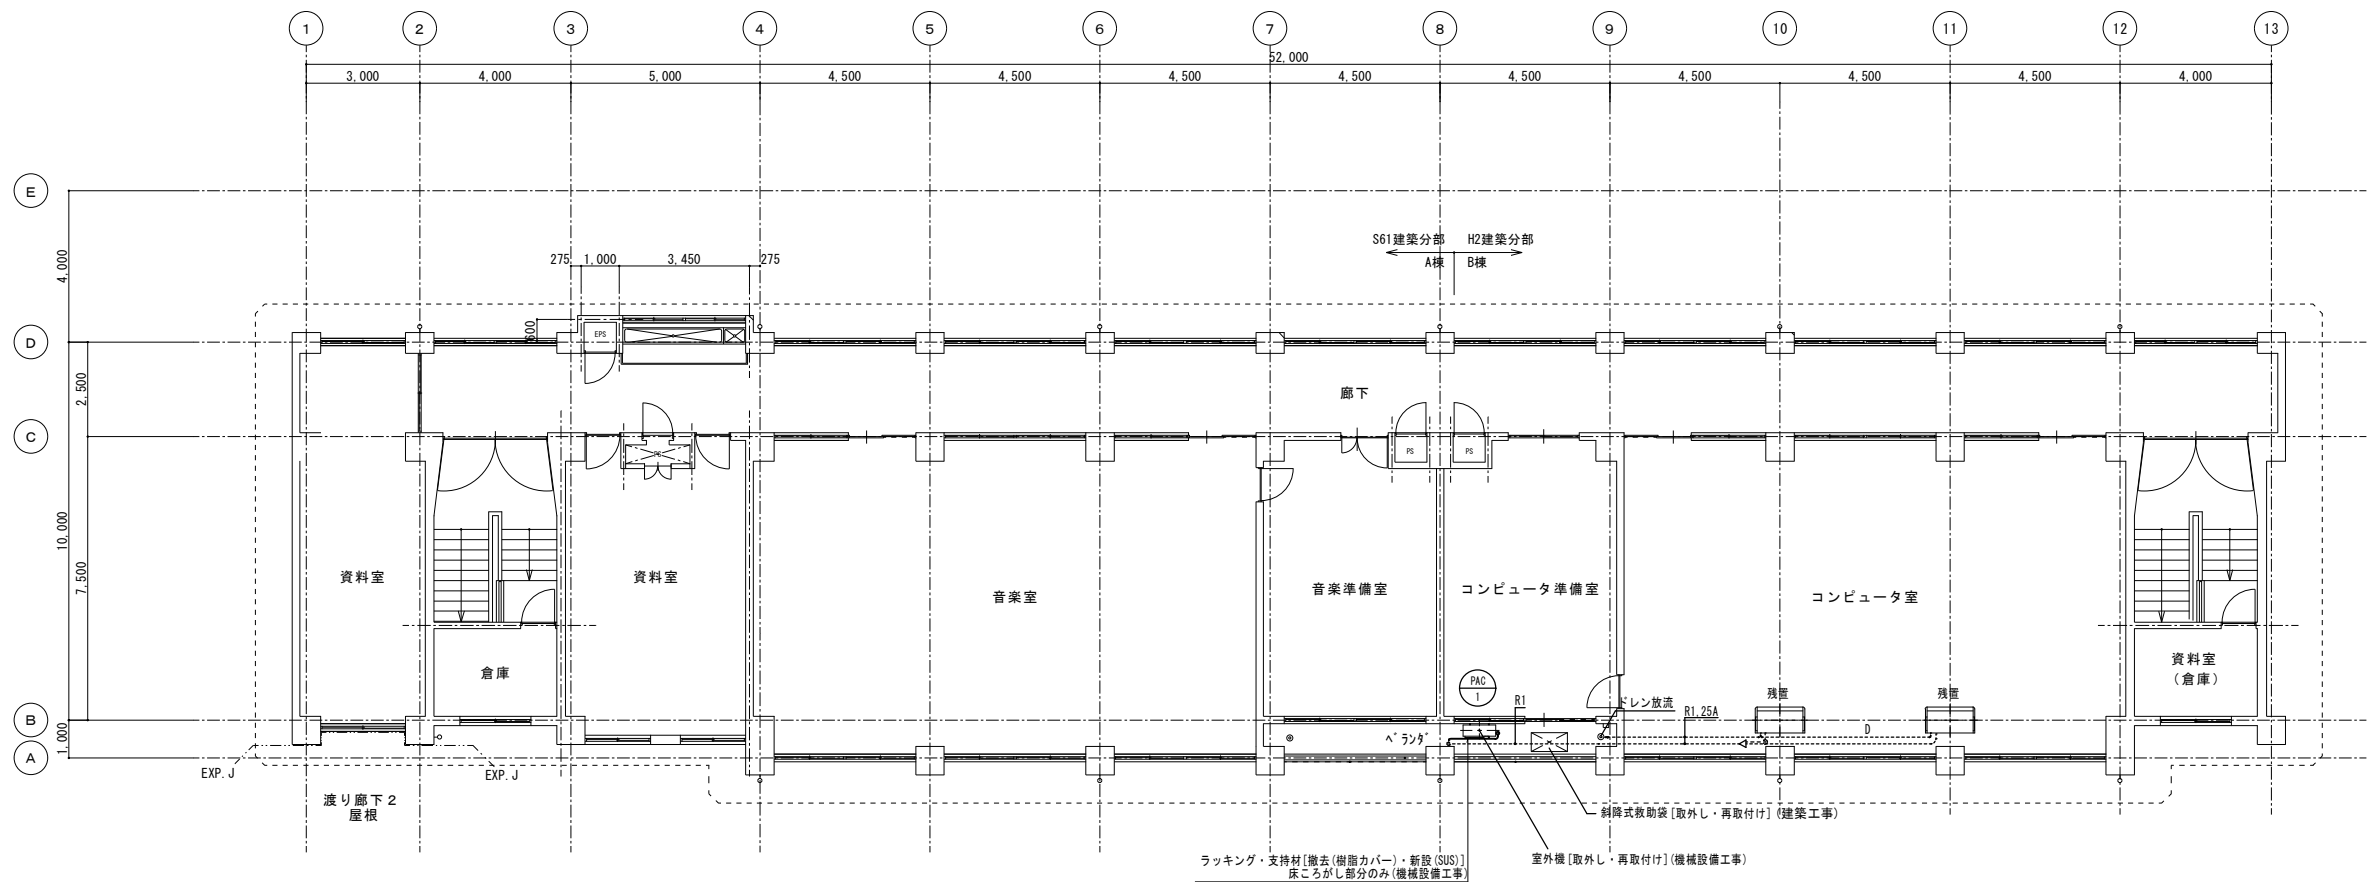 1 2 3 4 5 6 7 8 9 10 11 12 13
52,000
3,000 4,000 5,000 4,500 4,500 4,500 4,500 4,500 4,500 4,500 4,500 4,000
E
4,000
S61建築分部 H2建築分部
A棟 B棟
275 1,000 3,450 275
600
EPS
D
2,500
廊下
C
PS PS PS
10,000
7,500
資料室
資料室
音楽室
音楽準備室
コンピュータ準備室
コンピュータ室
倉庫
資料室
(倉庫)
PAC
1
R1
ドレン放流
R1,25A
残置
残置
D
B
1,000
A
ベランダ
EXP.J
EXP.J
渡り廊下2
屋根
斜降式救助袋[取外し・再取付け](建築工事)
室外機[取外し・再取付け](機械設備工事)
ラッキング・支持材[撤去(樹脂カバー)・新設(SUS)]
床ころがし部分のみ(機械設備工事)